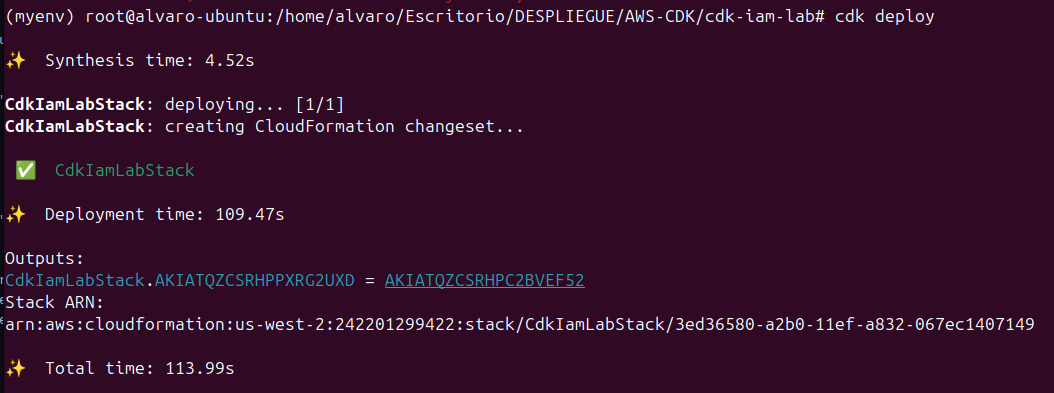 (myenv) root@alvaro-ubuntu:/home/alvaro/Escritorio/DESPLIEGUE/AWS-CDK/cdk-iam-lab# cdk deploy
✨ Synthesis time: 4.52s
CdkIamLabStack: deploying... [1/1]
CdkIamLabStack: creating CloudFormation changeset...
✅ CdkIamLabStack
✨ Deployment time: 109.47s
Outputs:
CdkIamLabStack.AKIATQZCSRHPPXRG2UXD = AKIATQZCSRHPC2BVEF52
Stack ARN:
arn:aws:cloudformation:us-west-2:242201299422:stack/CdkIamLabStack/3ed36580-a2b0-11ef-a832-067ec1407149
✨ Total time: 113.99s